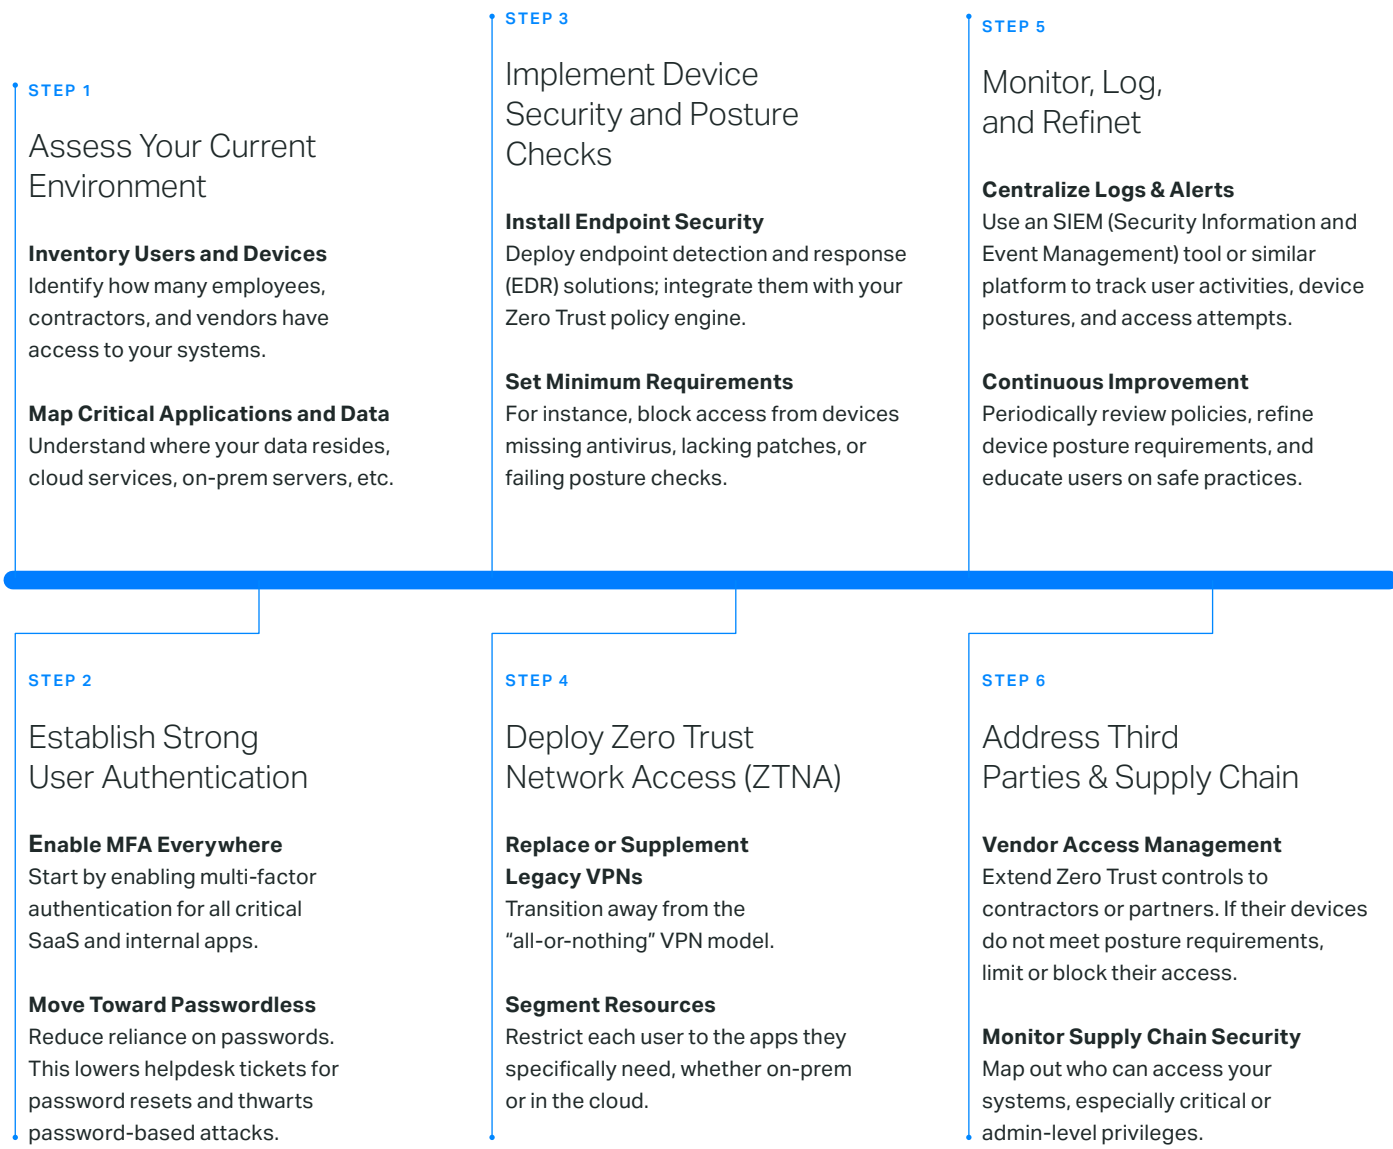 STEP 1
Assess Your Current
Environment
Inventory Users and Devices
Identify how many employees,
contractors, and vendors have
access to your systems.
Map Critical Applications and Data
Understand where your data resides,
cloud services, on-prem servers, etc.
STEP 2
Establish Strong
User Authentication
Enable MFA Everywhere
Start by enabling multi-factor
authentication for all critical
SaaS and internal apps.
Move Toward Passwordless
Reduce reliance on passwords.
This lowers helpdesk tickets for
password resets and thwarts
password-based attacks.
STEP 3
Implement Device
Security and Posture
Checks
Install Endpoint Security
Deploy endpoint detection and response
(EDR) solutions; integrate them with your
Zero Trust policy engine.
Set Minimum Requirements
For instance, block access from devices
missing antivirus, lacking patches, or
failing posture checks.
STEP 4
Deploy Zero Trust
Network Access (ZTNA)
Replace or Supplement
Legacy VPNs
Transition away from the
“all-or-nothing” VPN model.
Segment Resources
Restrict each user to the apps they
specifically need, whether on-prem
or in the cloud.
STEP 5
Monitor, Log,
and Refinet
Centralize Logs & Alerts
Use an SIEM (Security Information and
Event Management) tool or similar
platform to track user activities, device
postures, and access attempts.
Continuous Improvement
Periodically review policies, refine
device posture requirements, and
educate users on safe practices.
STEP 6
Address Third
Parties & Supply Chain
Vendor Access Management
Extend Zero Trust controls to
contractors or partners. If their devices
do not meet posture requirements,
limit or block their access.
Monitor Supply Chain Security
Map out who can access your
systems, especially critical or
admin-level privileges.